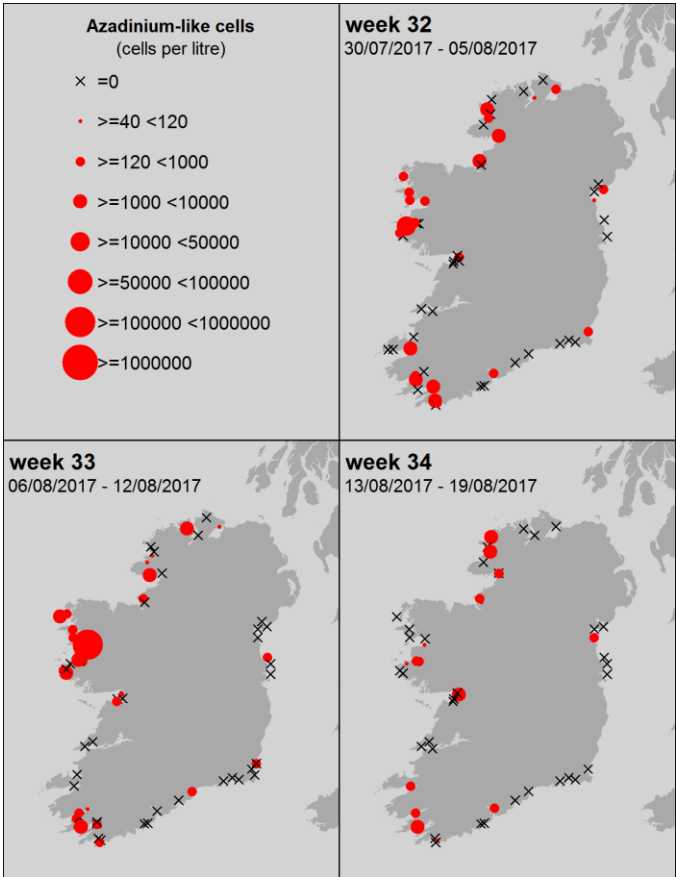 Azadinium-like cells
(cells per litre)
=0
>=40 <120
>=120 <1000
>=1000 <10000
>=10000 <50000
>=50000 <100000
>=100000 <1000000
>=1000000
week 32
30/07/2017 - 05/08/2017
week 33
06/08/2017 - 12/08/2017
week 34
13/08/2017 - 19/08/2017